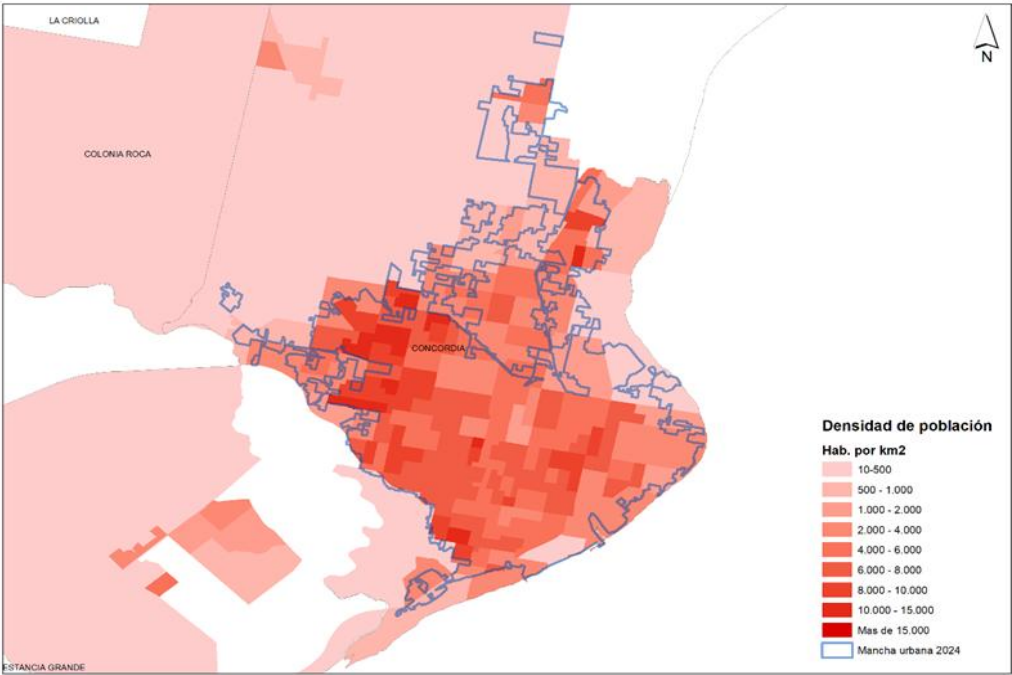 LA CRIOLLA
N
COLONIA ROCA
CONCORDIA
ESTANCIA GRANDE
Densidad de población
Hab. por km2
10-500
500 - 1.000
1.000 - 2.000
2.000 - 4.000
4.000 - 6.000
6.000 - 8.000
8.000 - 10.000
10.000 - 15.000
Mas de 15.000
Mancha urbana 2024